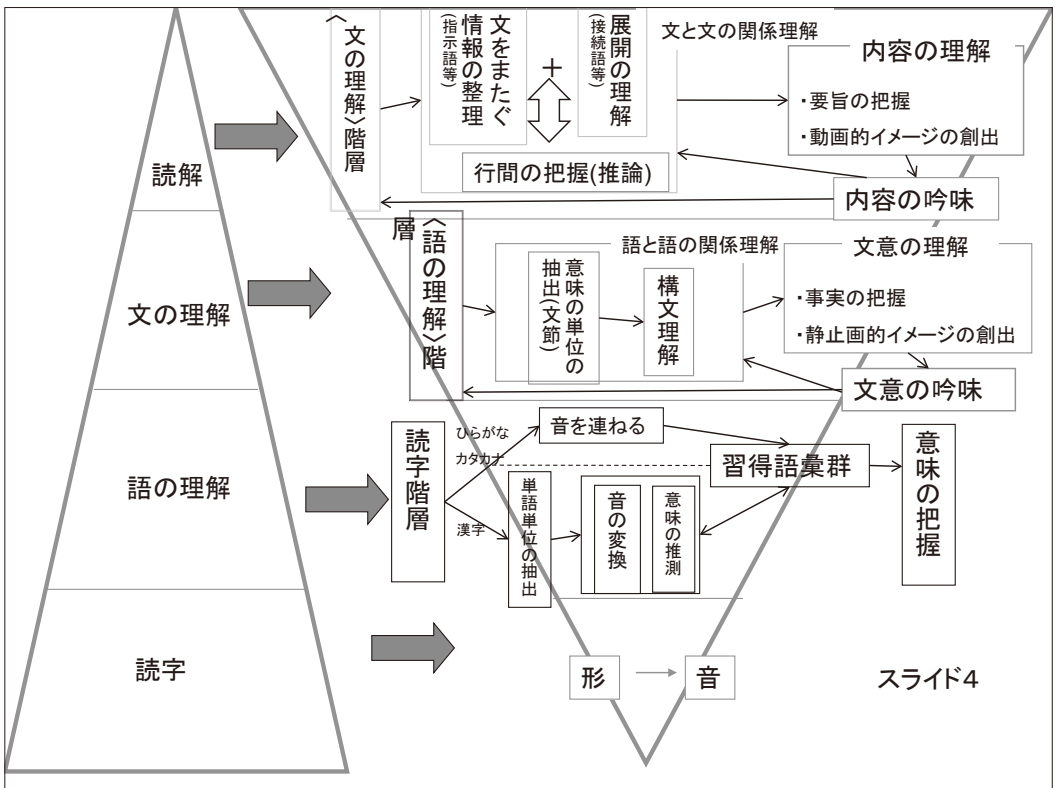 読解
文の理解
語の理解
読字
〈文の理解〉階層
文をまたぐ
情報の整理
(指示語等)
+
展開の理解
(接続語等)
行間の把握(推論)
文と文の関係理解
内容の理解
・要旨の把握
・動画的イメージの創出
内容の吟味
〈語の理解〉階
層
語と語の関係理解
意味の単位の
抽出(文節)
構文理解
文意の理解
・事実の把握
・静止画的イメージの創出
文意の吟味
読字階層
ひらがな
カタカナ
漢字
音を連ねる
単語単位の抽出
音の変換
意味の推測
習得語彙群
意味の把握
形
音
スライド4